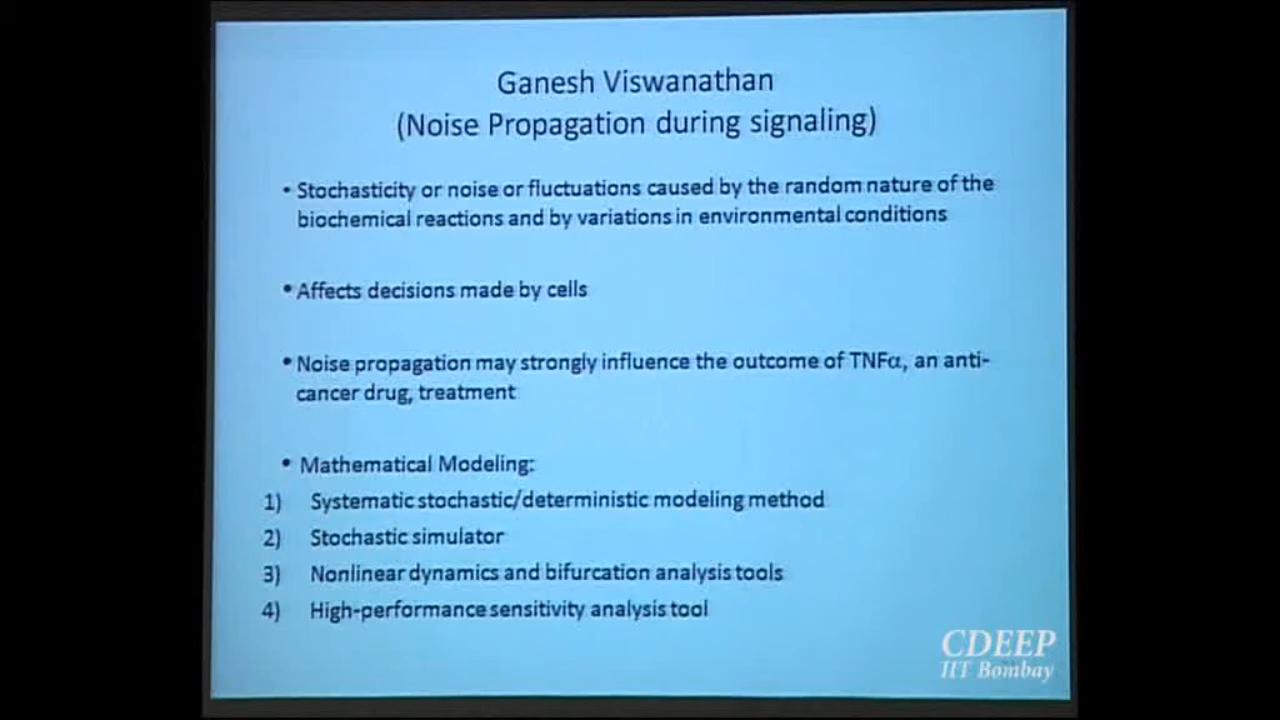 Ganesh Viswanathan
(Noise Propagation during signaling)
• Stochasticity or noise or fluctuations caused by the random nature of the
biochemical reactions and by variations in environmental conditions
• Affects decisions made by cells
• Noise propagation may strongly influence the outcome of TNFα, an anti-
cancer drug, treatment
• Mathematical Modeling:
1) Systematic stochastic/deterministic modeling method
2) Stochastic simulator
3) Nonlinear dynamics and bifurcation analysis tools
4) High-performance sensitivity analysis tool
CDEEP
IIT Bombay